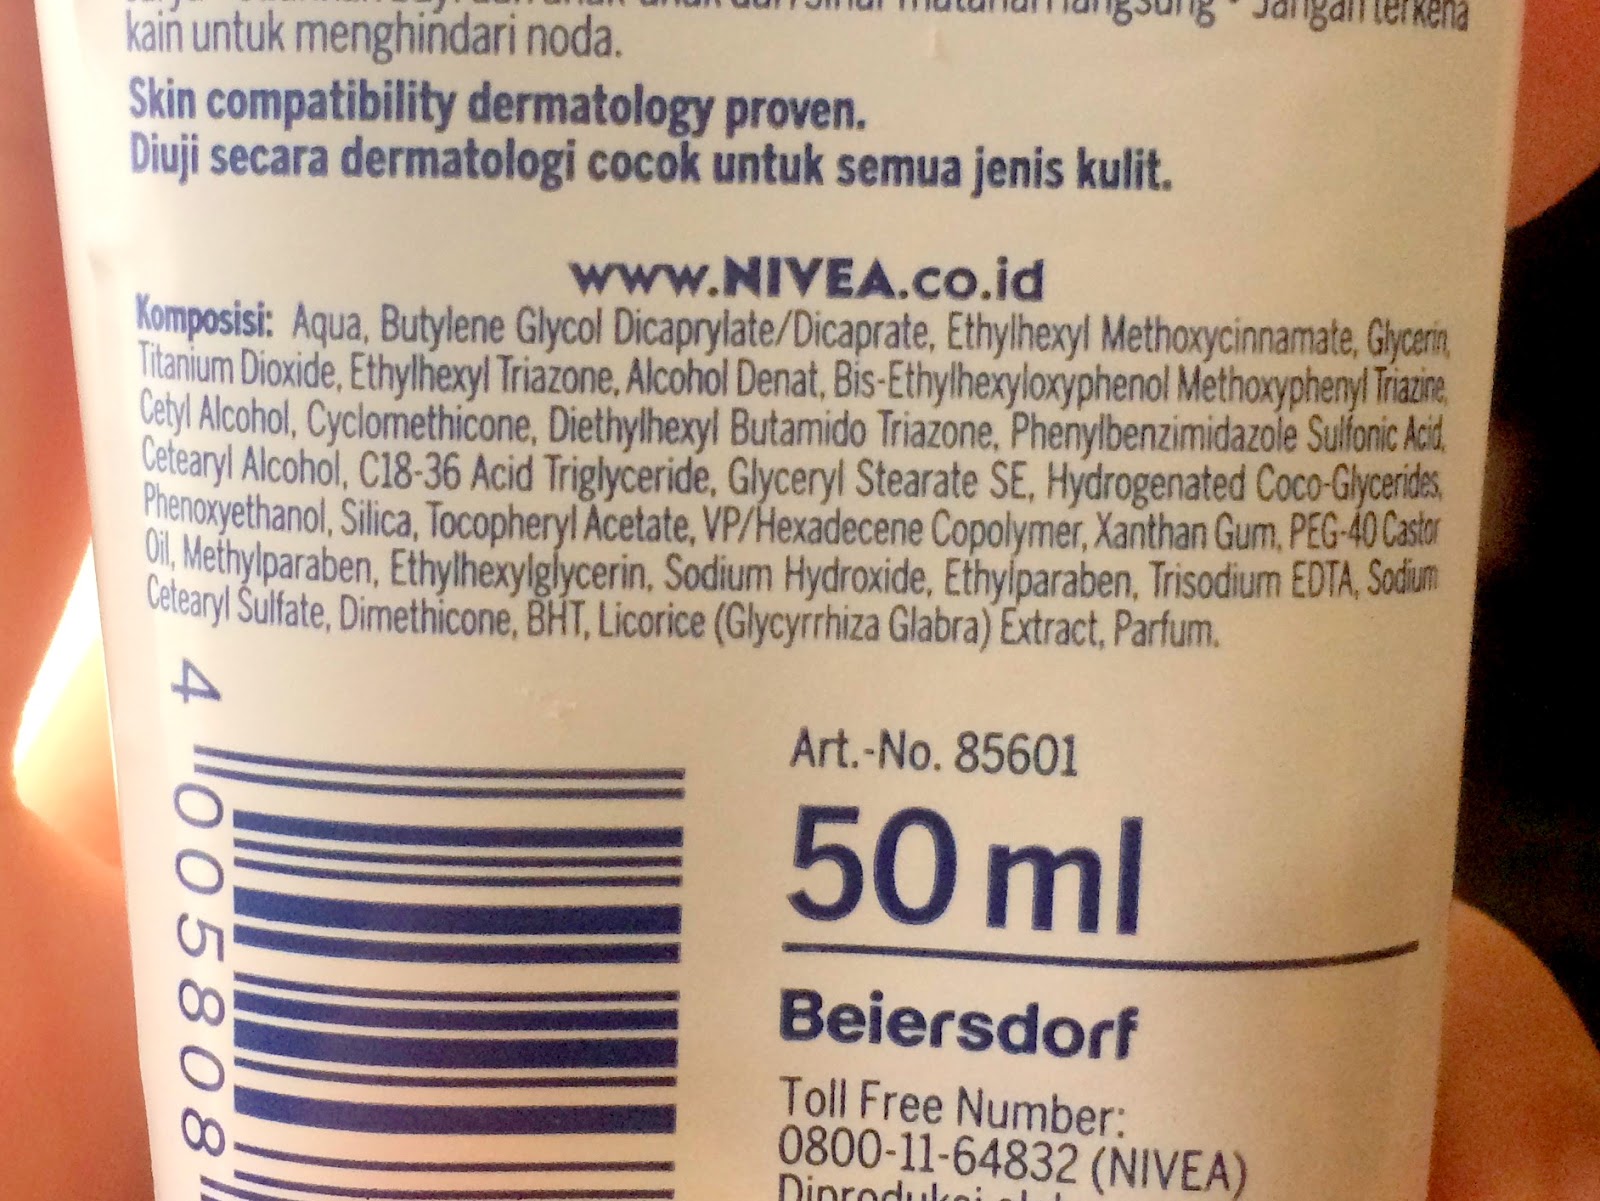 matahari langsung • Jangan terkena
kain untuk menghindari noda.
Skin compatibility dermatology proven.
Diuji secara dermatologi cocok untuk semua jenis kulit.
www.NIVEA.co.id
Komposisi: Aqua, Butylene Glycol Dicaprylate/Dicaprate, Ethylhexyl Methoxycinnamate, Glycerin,
Titanium Dioxide, Ethylhexyl Triazone, Alcohol Denat, Bis-Ethylhexyloxyphenol Methoxyphenyl Triazine,
Cetyl Alcohol, Cyclomethicone, Diethylhexyl Butamido Triazone, Phenylbenzimidazole Sulfonic Acid,
Cetearyl Alcohol, C18-36 Acid Triglyceride, Glyceryl Stearate SE, Hydrogenated Coco-Glycerides,
Phenoxyethanol, Silica, Tocopheryl Acetate, VP/Hexadecene Copolymer, Xanthan Gum, PEG-40 Castor
Oil, Methylparaben, Ethylhexylglycerin, Sodium Hydroxide, Ethylparaben, Trisodium EDTA, Sodium
Cetearyl Sulfate, Dimethicone, BHT, Licorice (Glycyrrhiza Glabra) Extract, Parfum.
4 005808
Art.-No. 85601
50 ml
Beiersdorf
Toll Free Number:
0800-11-64832 (NIVEA)